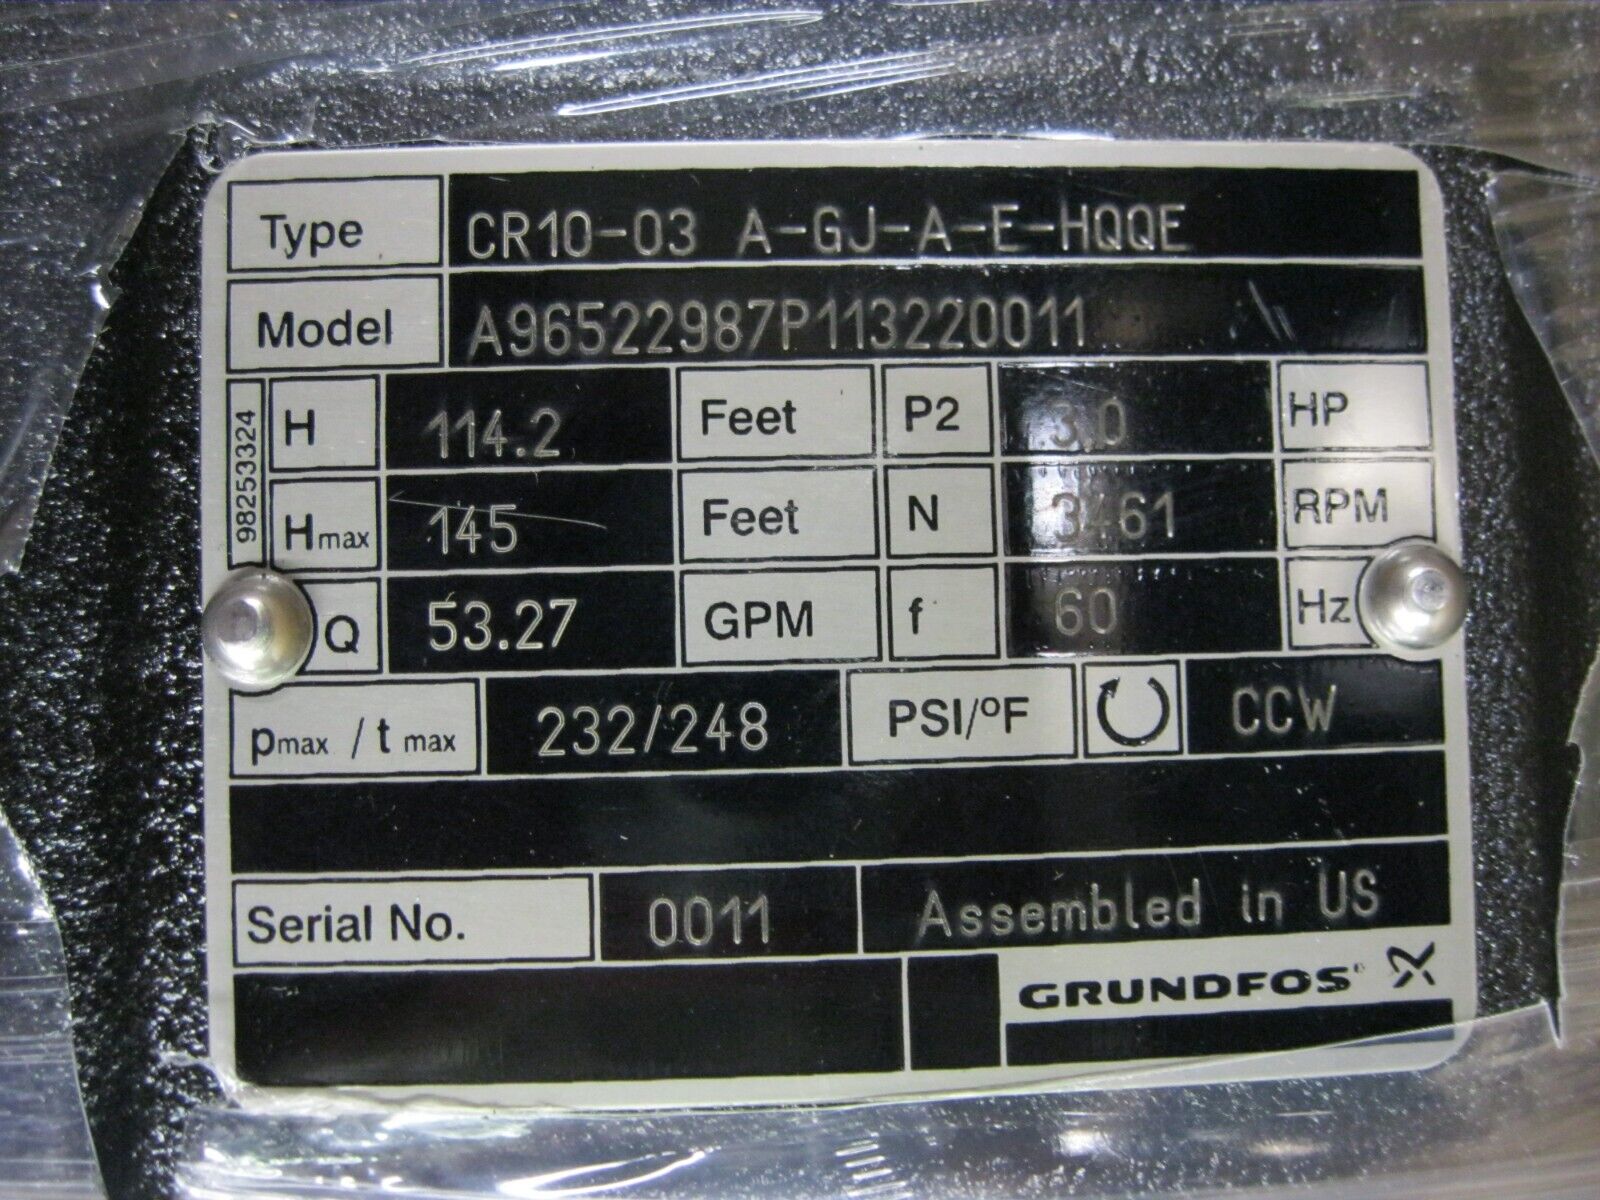 Type CR10-03 A-GJ-A-E-HQQE
Model A96522987P113220011
98253324
H 114.2 Feet P2 3.0 HP
Hmax 145 Feet N 3461 RPM
Q 53.27 GPM f 60 Hz
pmax / t max 232/248 PSI/ºF CCW
Serial No. 0011 Assembled in US
GRUNDFOS